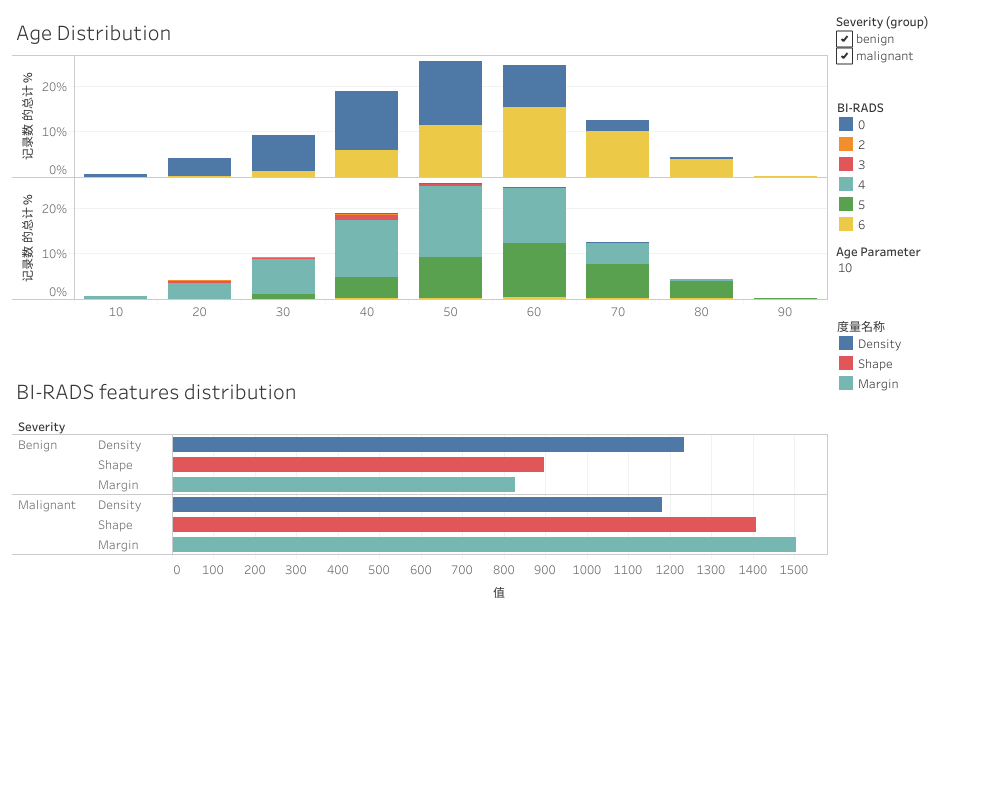 Age Distribution
记录数 的总计 %
20%
10%
0%
记录数 的总计 %
20%
10%
0%
10 20 30 40 50 60 70 80 90
Severity (group)
benign
malignant
BI-RADS
0
2
3
4
5
6
Age Parameter
10
度量名称
Density
Shape
Margin
BI-RADS features distribution
Severity
Benign Density
Shape
Margin
Malignant Density
Shape
Margin
0 100 200 300 400 500 600 700 800 900 1000 1100 1200 1300 1400 1500
值